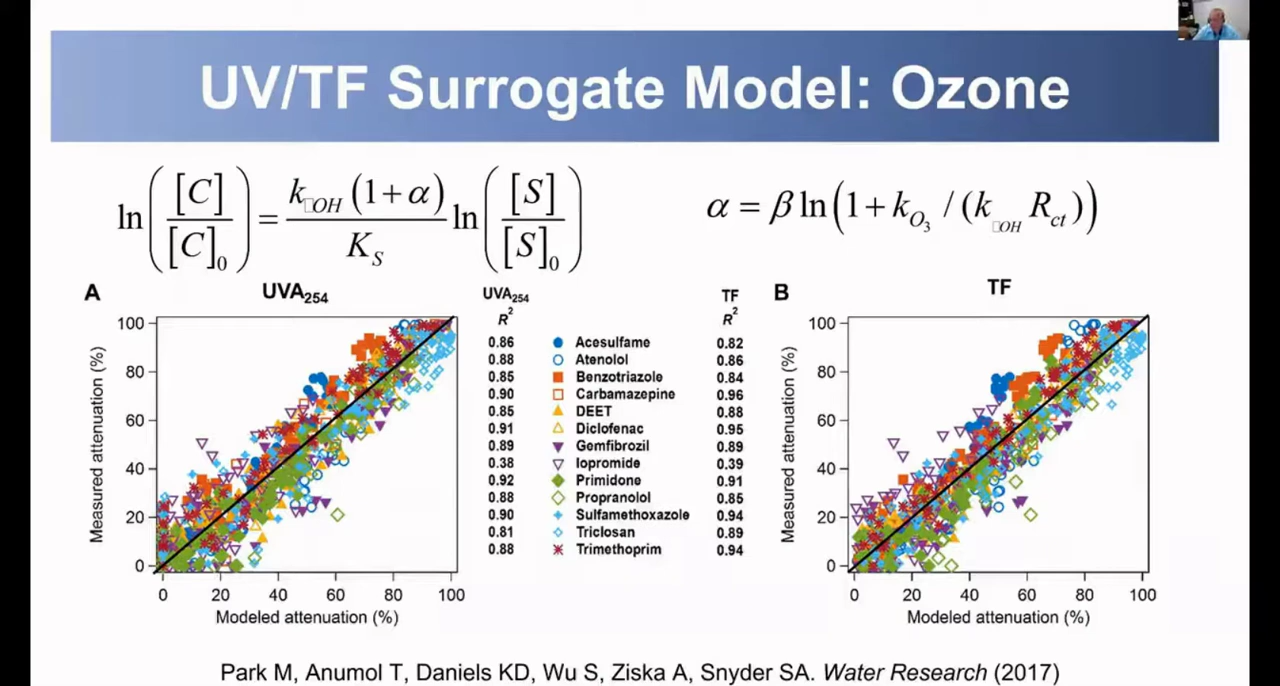 UV/TF Surrogate Model: Ozone
ln([C]/[C]₀) = k□OH (1+α)/K_S ln([S]/[S]₀)
α = β ln(1 + k_O₃ / (k□OH R_ct))
A UVA₂₅₄
UVA₂₅₄ R²
TF R²
B TF
0.86 Acesulfame 0.82
0.88 Atenolol 0.86
0.85 Benzotriazole 0.84
0.90 Carbamazepine 0.96
0.85 DEET 0.88
0.91 Diclofenac 0.95
0.89 Gemfibrozil 0.89
0.38 Iopromide 0.39
0.92 Primidone 0.91
0.88 Propranolol 0.85
0.90 Sulfamethoxazole 0.94
0.81 Triclosan 0.89
0.88 Trimethoprim 0.94
Measured attenuation (%)
100
80
60
40
20
0
0 20 40 60 80 100
Modeled attenuation (%)
Measured attenuation (%)
100
80
60
40
20
0
0 20 40 60 80 100
Modeled attenuation (%)
Park M, Anumol T, Daniels KD, Wu S, Ziska A, Snyder SA. Water Research (2017)